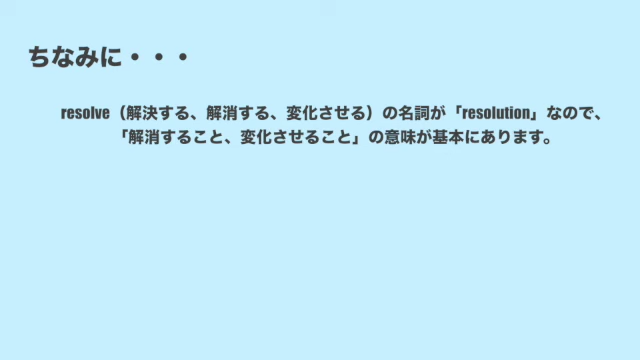 ちなみに・・・
resolve（解決する、解消する、変化させる）の名詞が「resolution」なので、
「解消すること、変化させること」の意味が基本にあります。